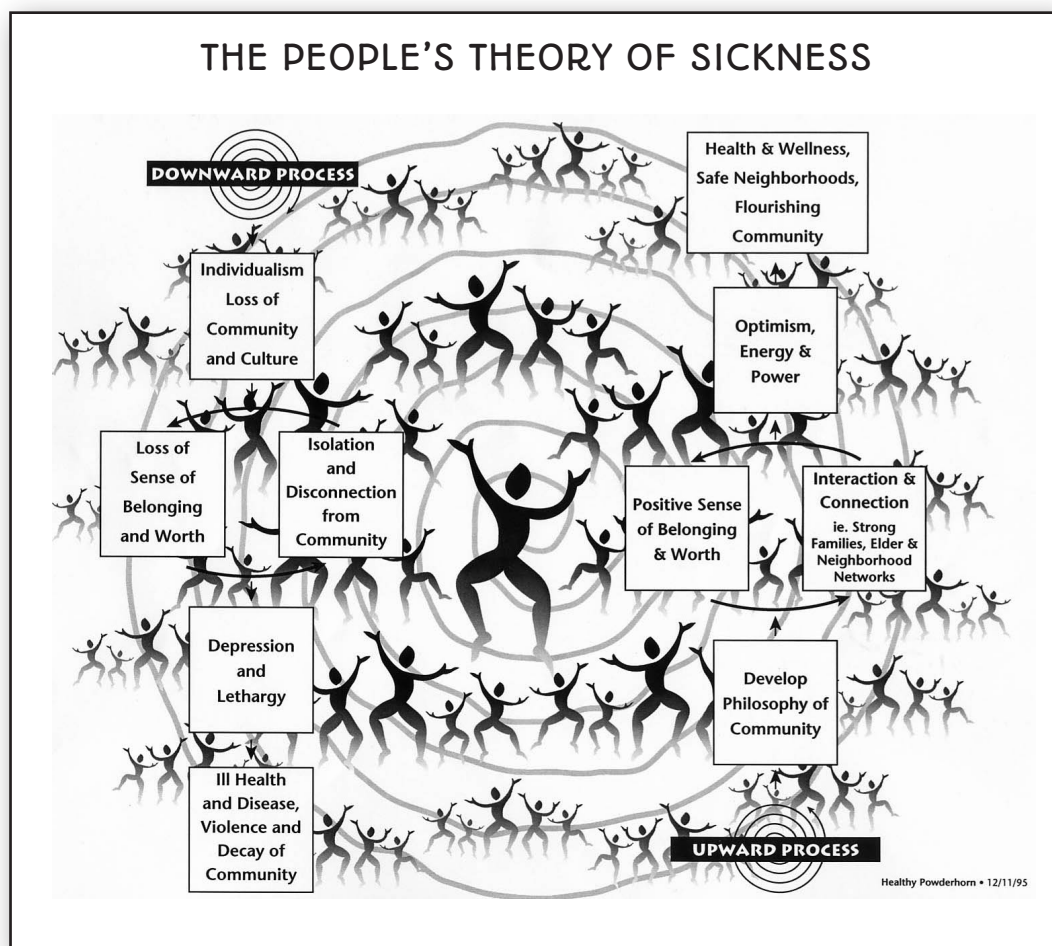 THE PEOPLE'S THEORY OF SICKNESS
DOWNWARD PROCESS
Individualism
Loss of
Community
and Culture
Loss of
Sense of
Belonging
and Worth
Isolation
and
Disconnection
from
Community
Depression
and
Lethargy
Ill Health
and Disease,
Violence and
Decay of
Community
Health & Wellness,
Safe Neighborhoods,
Flourishing
Community
Optimism,
Energy &
Power
Positive Sense
of Belonging
& Worth
Interaction &
Connection
ie. Strong
Families, Elder &
Neighborhood
Networks
Develop
Philosophy of
Community
UPWARD PROCESS
Healthy Powderhorn • 12/11/95